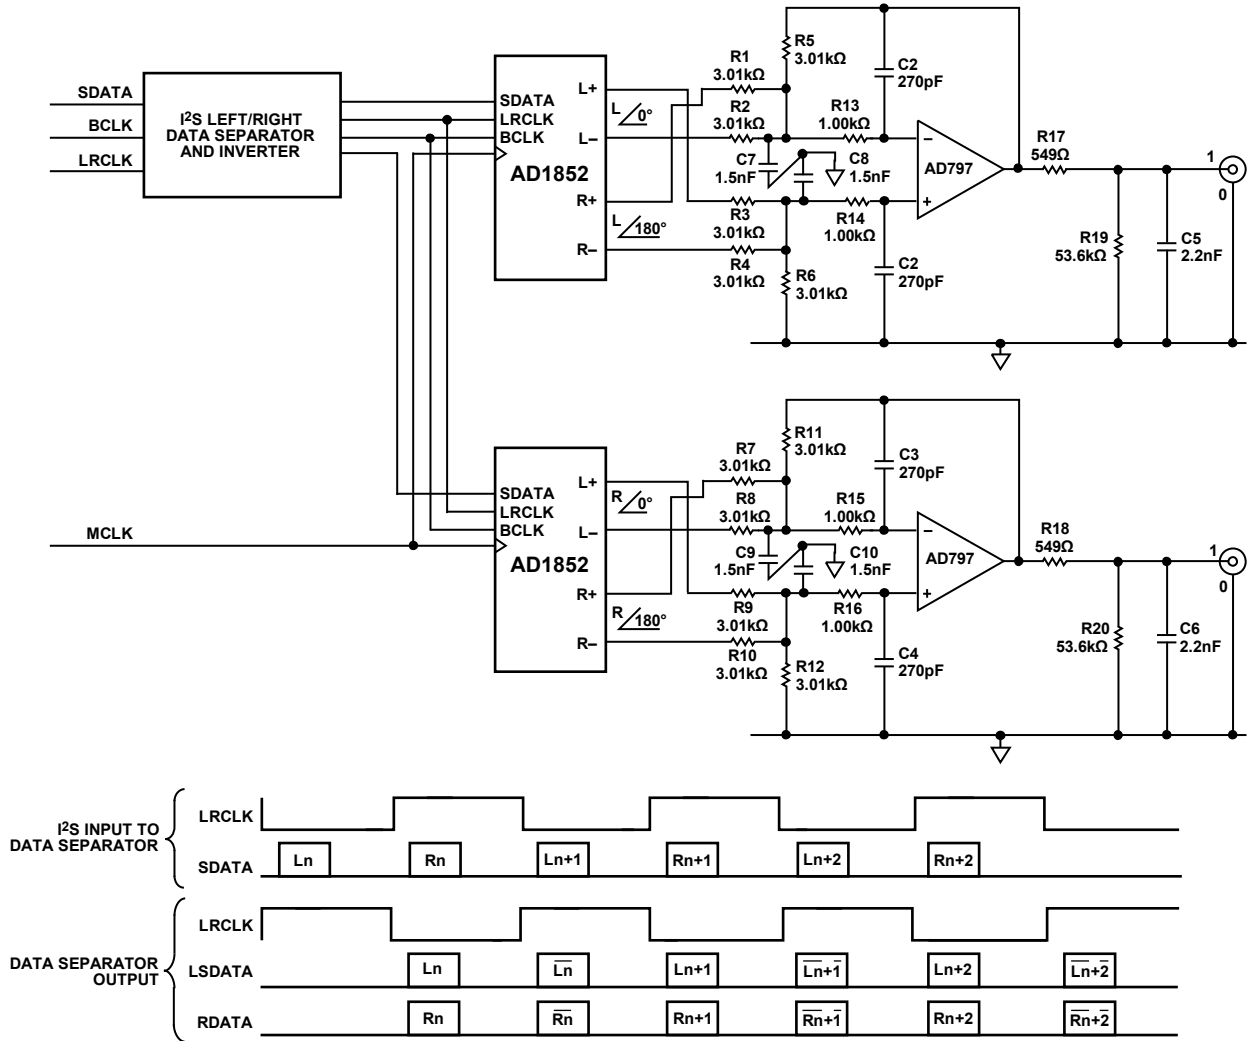 SDATA
BCLK
LRCLK
I2S LEFT/RIGHT
DATA SEPARATOR
AND INVERTER
SDATA
LRCLK
BCLK
AD1852
L+
L–
R+
R–
L 0°
L 180°
R1
3.01kΩ
R2
3.01kΩ
C7
1.5nF
R3
3.01kΩ
R4
3.01kΩ
R5
3.01kΩ
R13
1.00kΩ
C8
1.5nF
R14
1.00kΩ
R6
3.01kΩ
C2
270pF
C2
270pF
–
AD797
+
R17
549Ω
R19
53.6kΩ
C5
2.2nF
1
0
MCLK
SDATA
LRCLK
BCLK
AD1852
L+
L–
R+
R–
R 0°
R 180°
R7
3.01kΩ
R8
3.01kΩ
C9
1.5nF
R9
3.01kΩ
R10
3.01kΩ
R11
3.01kΩ
R15
1.00kΩ
C10
1.5nF
R16
1.00kΩ
R12
3.01kΩ
C3
270pF
C4
270pF
–
AD797
+
R18
549Ω
R20
53.6kΩ
C6
2.2nF
1
0
I2S INPUT TO
DATA SEPARATOR
LRCLK
SDATA
Ln Rn Ln+1 Rn+1 Ln+2 Rn+2
DATA SEPARATOR
OUTPUT
LRCLK
LSDATA
Ln L̅n̅ Ln+1 L̅n̅+1̅ Ln+2 L̅n̅+2̅
RDATA
Rn R̅n̅ Rn+1 R̅n̅+1̅ Rn+2 R̅n̅+2̅